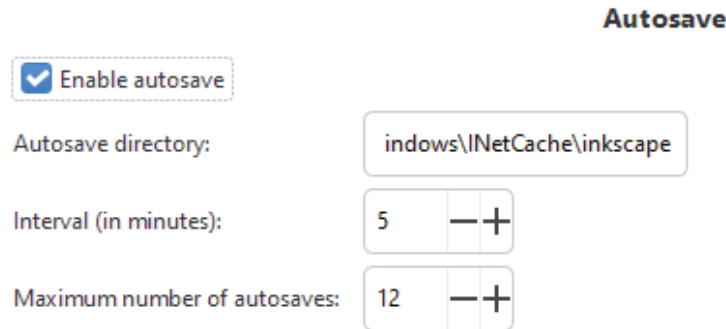 Autosave
Enable autosave
Autosave directory: indows\INetCache\inkscape
Interval (in minutes): 5
Maximum number of autosaves: 12